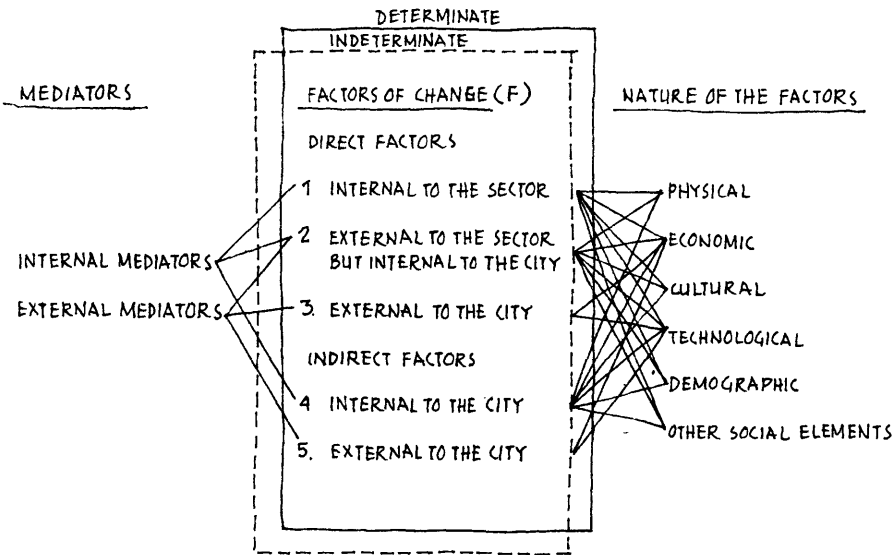 DETERMINATE
INDETERMINATE
MEDIATORS
FACTORS OF CHANGE (F)
NATURE OF THE FACTORS
DIRECT FACTORS
1 INTERNAL TO THE SECTOR
PHYSICAL
2 EXTERNAL TO THE SECTOR
BUT INTERNAL TO THE CITY
ECONOMIC
INTERNAL MEDIATORS
CULTURAL
EXTERNAL MEDIATORS
3. EXTERNAL TO THE CITY
TECHNOLOGICAL
INDIRECT FACTORS
DEMOGRAPHIC
4 INTERNAL TO THE CITY
OTHER SOCIAL ELEMENTS
5. EXTERNAL TO THE CITY